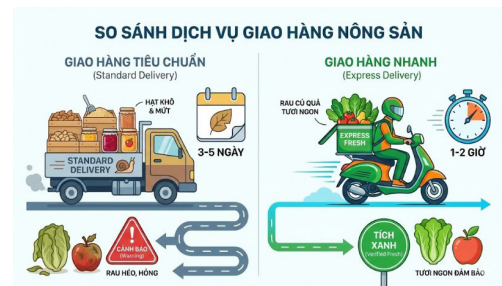 SO SÁNH DỊCH VỤ GIAO HÀNG NÔNG SẢN
GIAO HÀNG TIÊU CHUẨN
(Standard Delivery)
HẠT KHÔ
& MỨT
STANDARD
DELIVERY
3-5 NGÀY
CẢNH BÁO
(Warning)
RAU HÉO, HỎNG
GIAO HÀNG NHANH
(Express Delivery)
RAU CỦ QUẢ
TƯƠI NGON
EXPRESS
FRESH
1-2 GIỜ
TÍCH
XANH
(Verified Fresh)
TƯƠI NGON ĐẢM BẢO